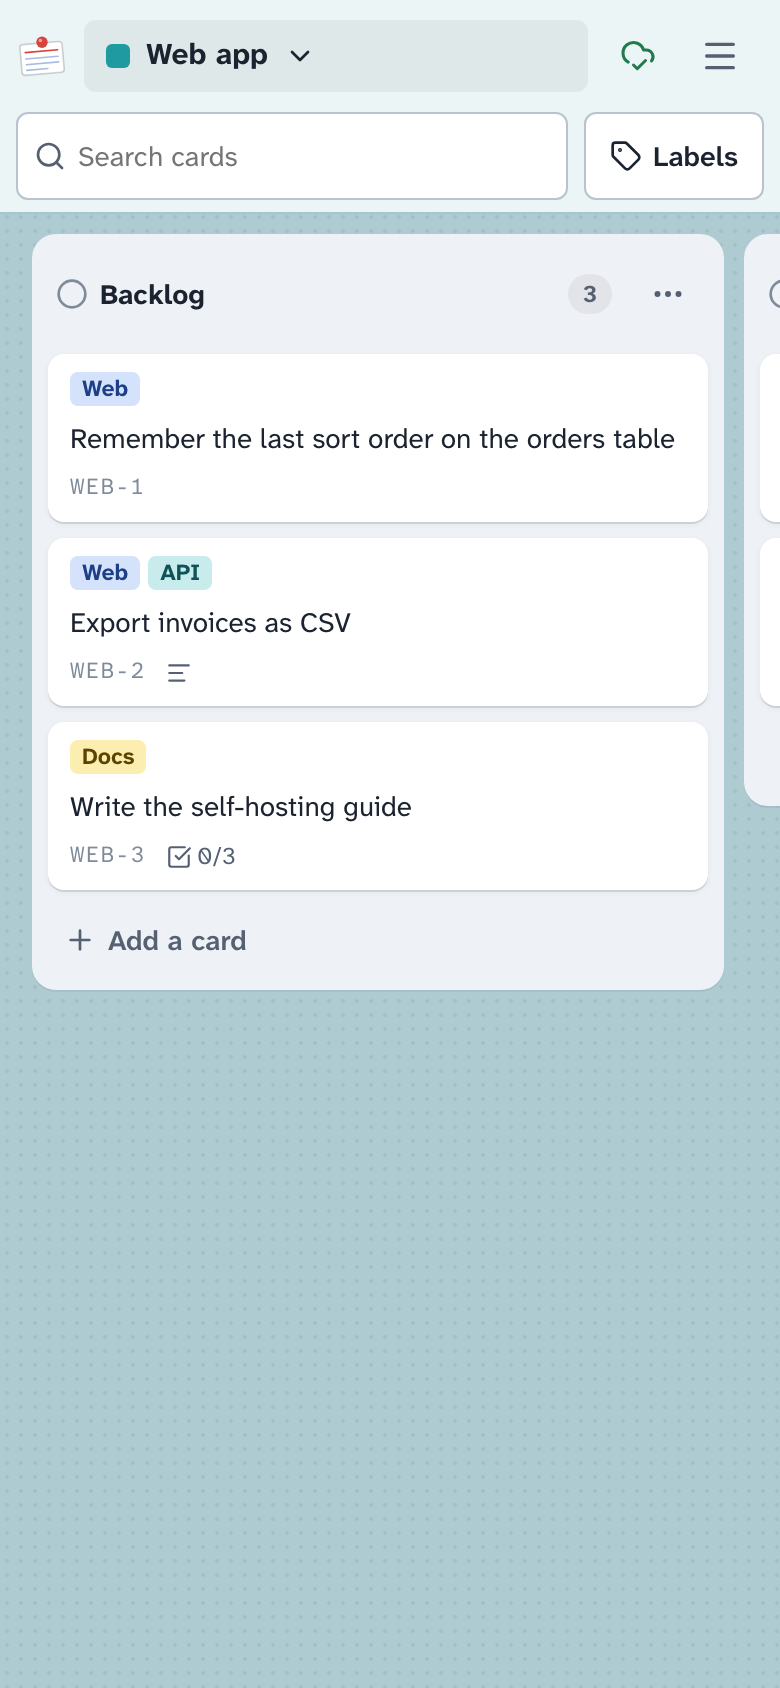 Web app
Search cards
Labels
Backlog
3
Web
Remember the last sort order on the orders table
WEB-1
Web API
Export invoices as CSV
WEB-2
Docs
Write the self-hosting guide
WEB-3 0/3
Add a card